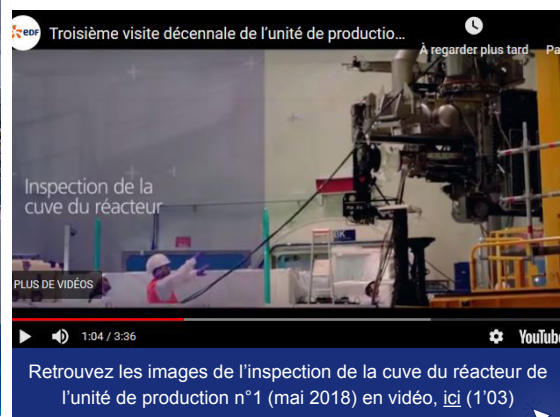 edf Troisième visite décennale de l'unité de productio...
À regarder plus tard Pa
Inspection de la
cuve du réacteur
PLUS DE VIDÉOS
1:04 / 3:36
YouTube
Retrouvez les images de l'inspection de la cuve du réacteur de
l'unité de production n°1 (mai 2018) en vidéo, ici (1'03)